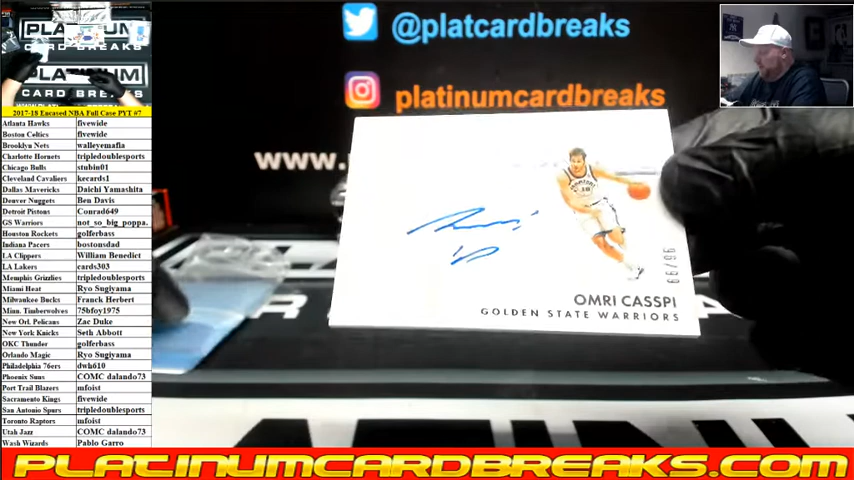 @platcardbreaks
platinumcardbreaks
www.
PLATINUM
CARD BREAKS
2017-18 Encased NBA Full Case PYT #7
Atlanta Hawks fivewide
Boston Celtics fivewide
Brooklyn Nets walleyemafia
Charlotte Hornets tripledoublesports
Chicago Bulls stubin01
Cleveland Cavaliers kecards1
Dallas Mavericks Daichi Yamashita
Denver Nuggets Ben Davis
Detroit Pistons Conrad649
GS Warriors not_so_big_poppa.
Houston Rockets golferbass
Indiana Pacers bostonsdad
LA Clippers William Benedict
LA Lakers cards303
Memphis Grizzlies tripledoublesports
Miami Heat Ryo Sugiyama
Milwaukee Bucks Franck Herbert
Minn. Timberwolves 75bfoy1975
New Orl. Pelicans Zac Duke
New York Knicks Seth Abbott
OKC Thunder golferbass
Orlando Magic Ryo Sugiyama
Philadelphia 76ers dwh610
Phoenix Suns COMC dalando73
Port Trail Blazers mfoist
Sacramento Kings fivewide
San Antonio Spurs tripledoublesports
Toronto Raptors mfoist
Utah Jazz COMC dalando73
Wash Wizards Pablo Garro
OMRI CASSPI
GOLDEN STATE WARRIORS
PLATINUMCARDBREAKS.COM